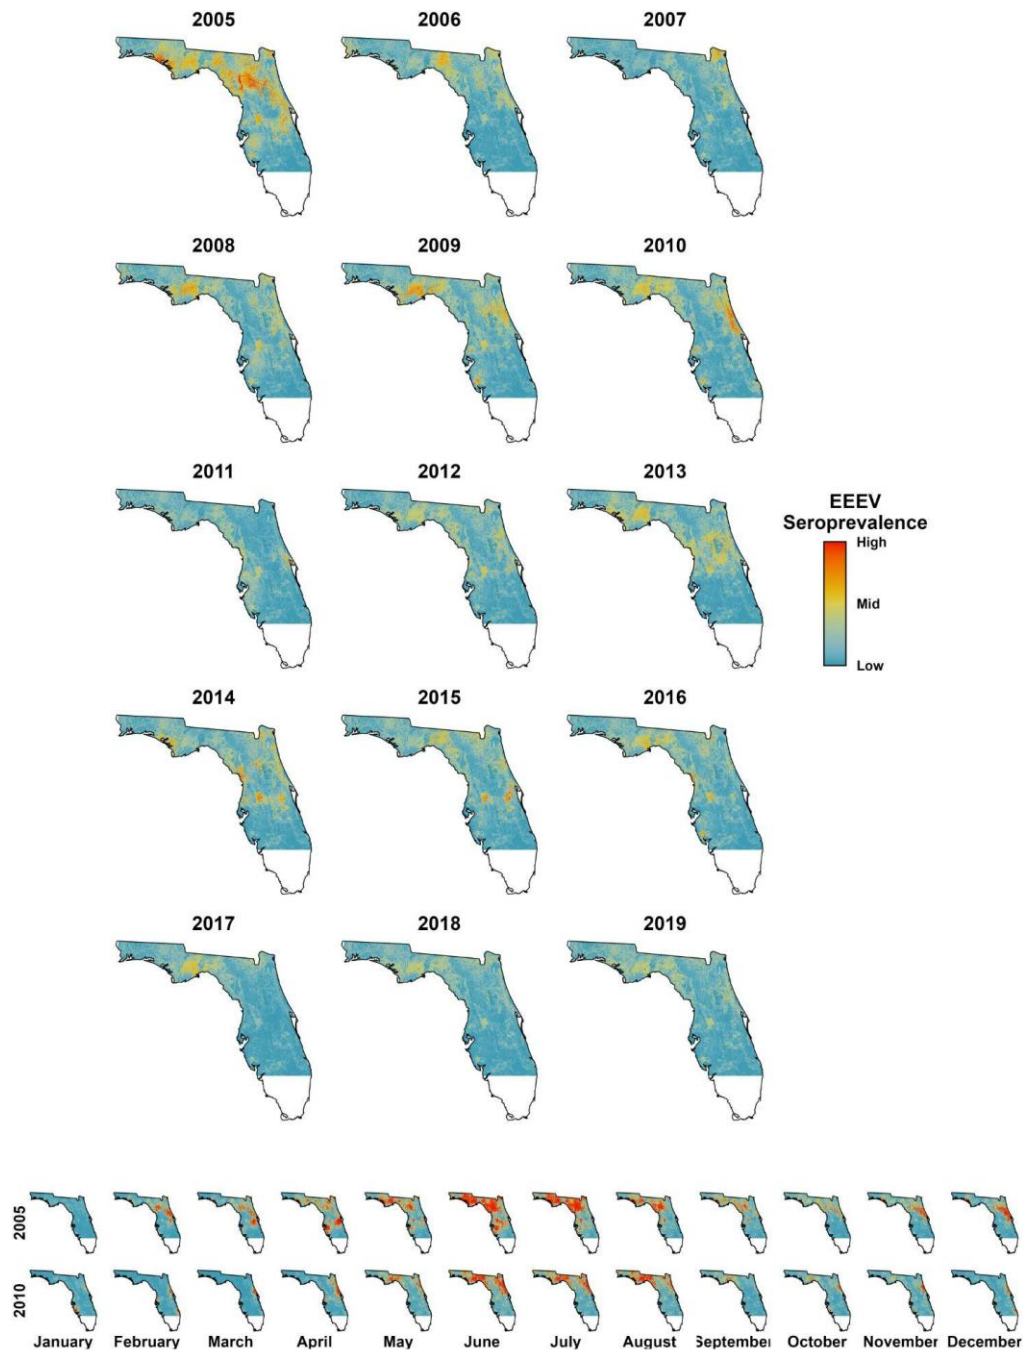 2005 2006 2007
2008 2009 2010
2011 2012 2013
EEEV
Seroprevalence
High
Mid
Low
2014 2015 2016
2017 2018 2019
2005
2010
January February March April May June July August September October November December